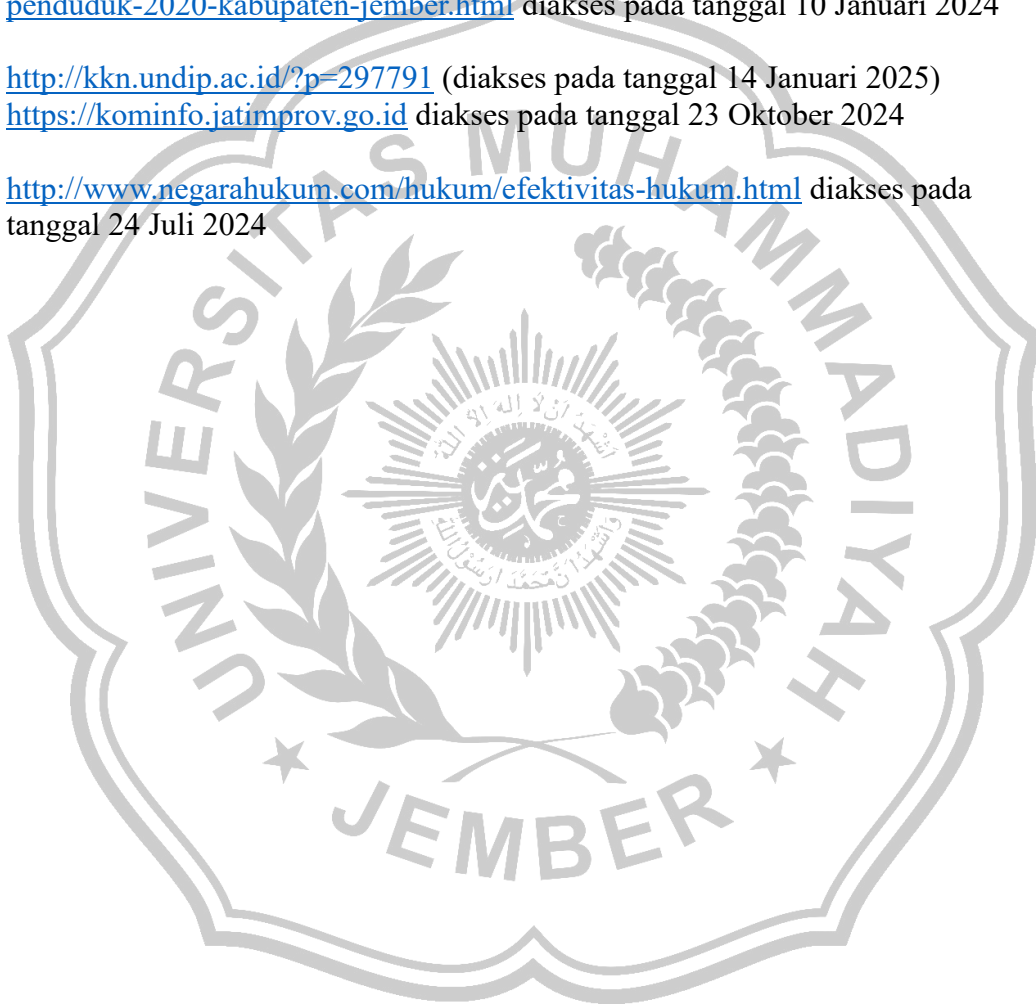 penduduk-2020-kabupaten-jember.html diakses pada tanggal 10 Januari 2024
http://kkn.undip.ac.id/?p=297791 (diakses pada tanggal 14 Januari 2025)
https://kominfo.jatimprov.go.id diakses pada tanggal 23 Oktober 2024
http://www.negarahukum.com/hukum/efektivitas-hukum.html diakses pada
tanggal 24 Juli 2024
UNIVERSITAS MUHAMMADIYAH
JEMBER